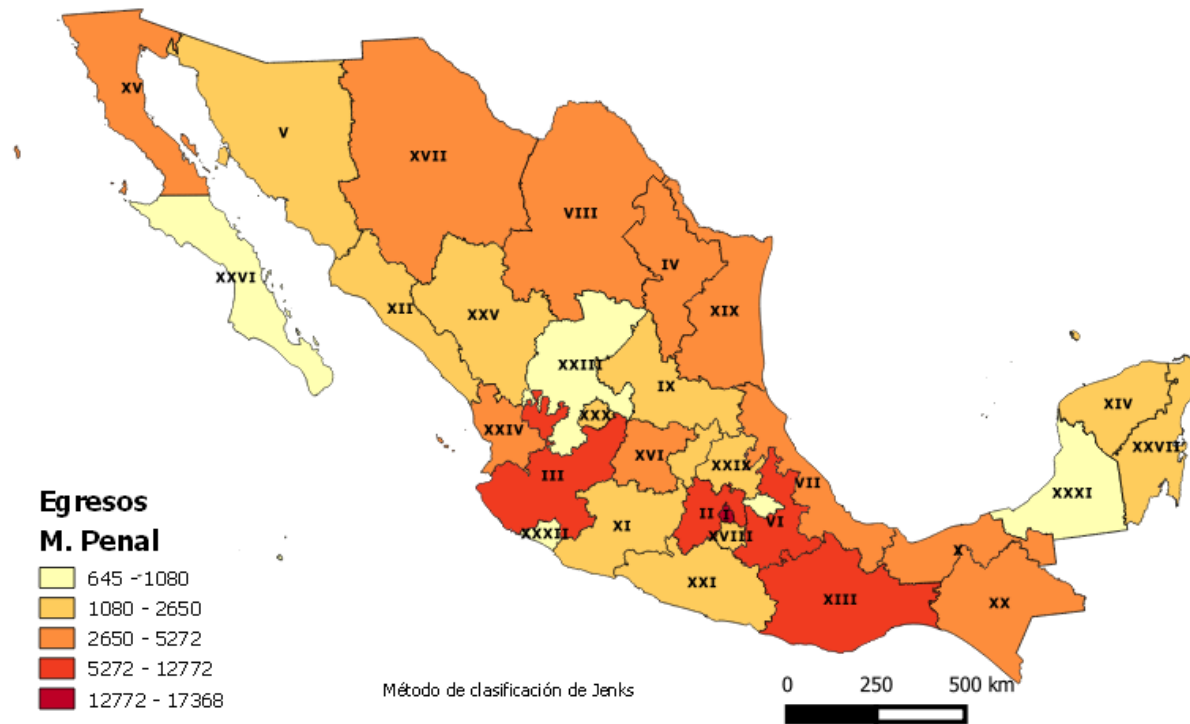 XV
V
XVII
VIII
IV
XXVI
XII
XIX
XXV
XXIII
IX
XXX
XIV
XXIV
XXVII
XVI
XXIX
III
VII
XXXI
II
I
VI
XXXII
XI
XVIII
X
XXI
XIII
XX
Egresos
M. Penal
645 - 1080
1080 - 2650
2650 - 5272
5272 - 12772
12772 - 17368
Método de clasificación de Jenks
0 250 500 km